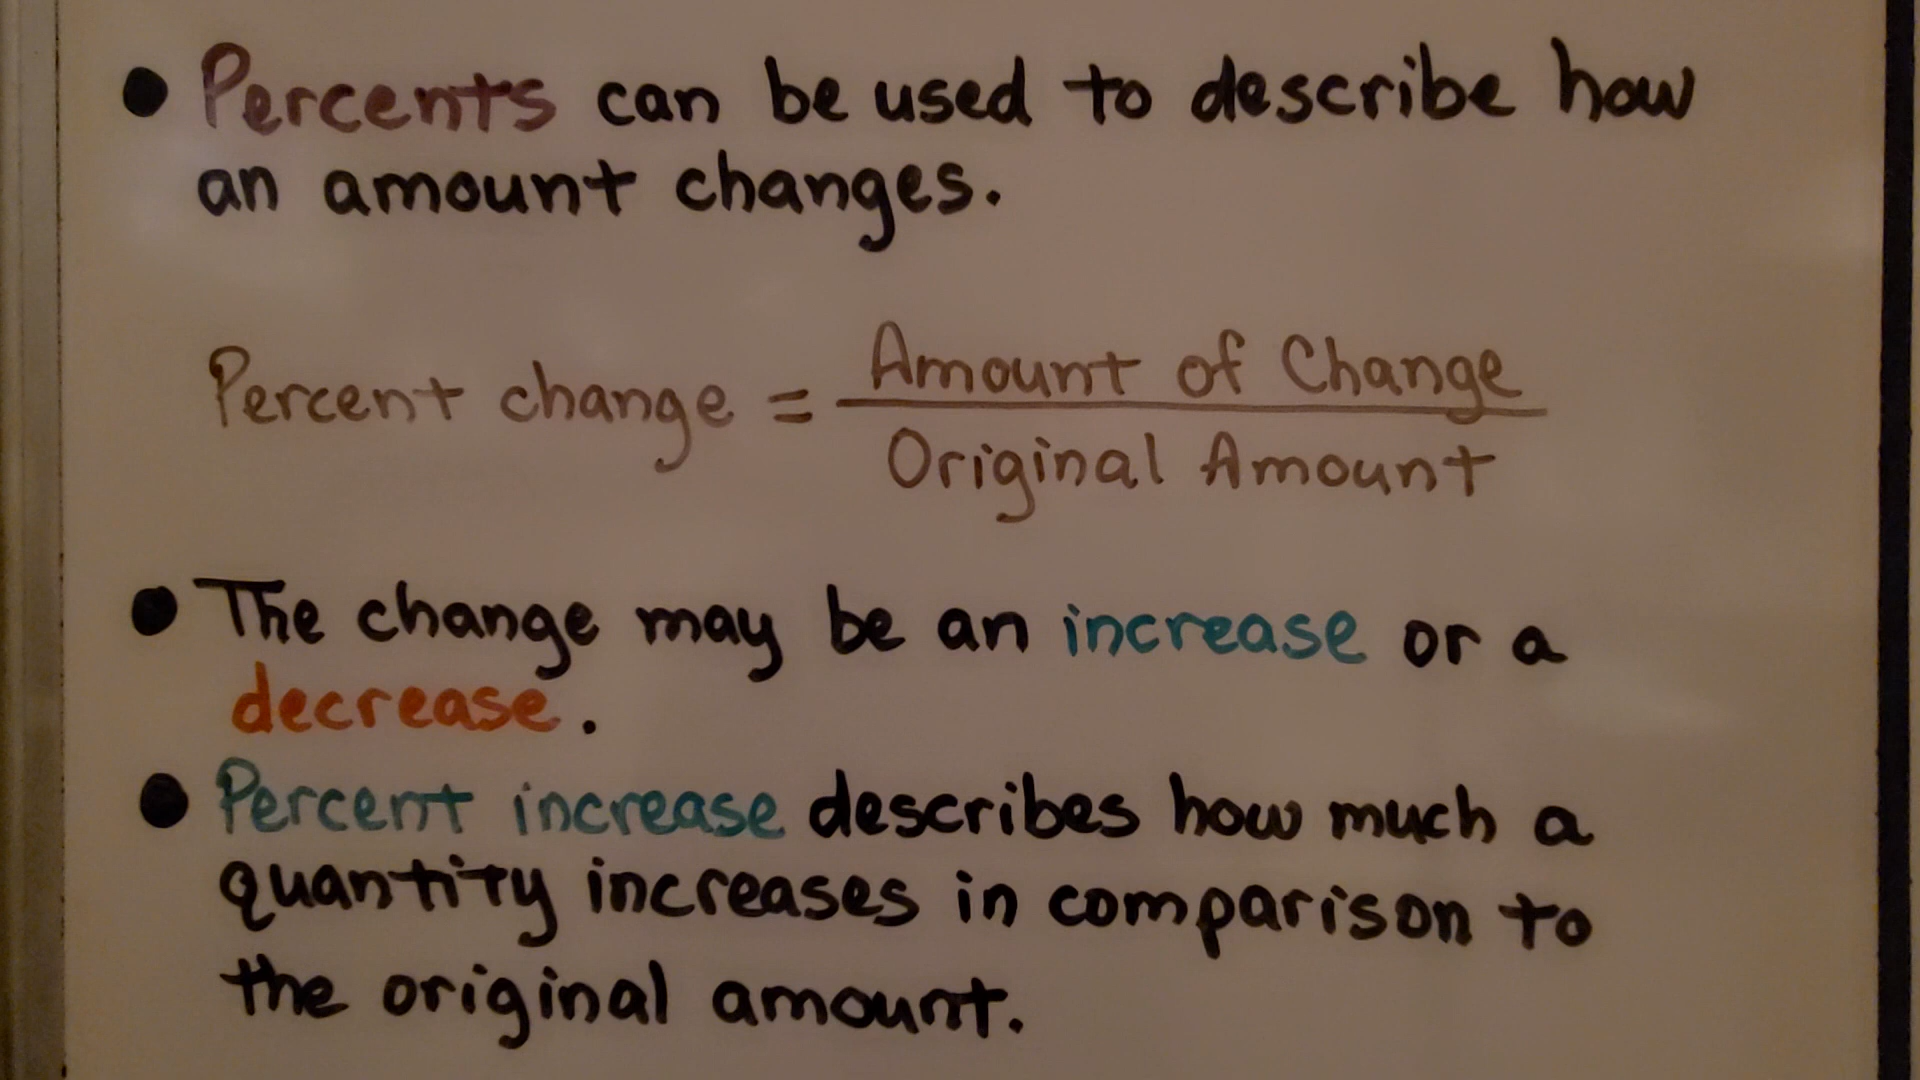 • Percents can be used to describe how
an amount changes.
Percent change = Amount of Change
Original Amount
• The change may be an increase or a
decrease.
• Percent increase describes how much a
quantity increases in comparison to
the original amount.